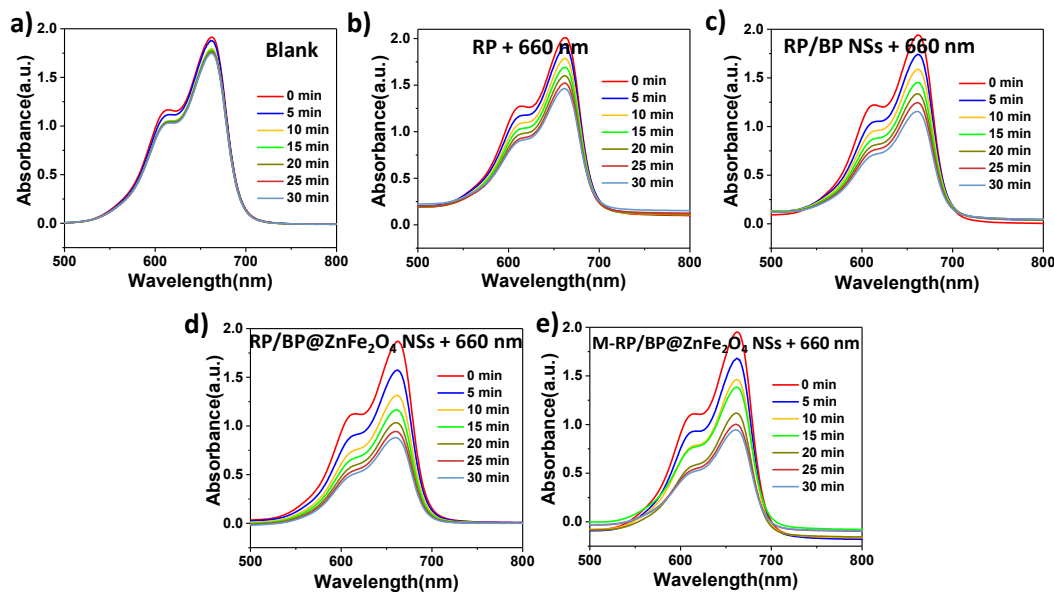 a)
Blank
2.0
1.5
1.0
0.5
0.0
Absorbance(a.u.)
0 min
5 min
10 min
15 min
20 min
25 min
30 min
500 600 700 800
Wavelength(nm)
b)
RP + 660 nm
2.0
1.5
1.0
0.5
0.0
Absorbance(a.u.)
0 min
5 min
10 min
15 min
20 min
25 min
30 min
500 600 700 800
Wavelength(nm)
c)
RP/BP NSs + 660 nm
2.0
1.5
1.0
0.5
0.0
Absorbance(a.u.)
0 min
5 min
10 min
15 min
20 min
25 min
30 min
500 600 700 800
Wavelength(nm)
d)
RP/BP@ZnFe₂O₄ NSs + 660 nm
2.0
1.5
1.0
0.5
0.0
Absorbance(a.u.)
0 min
5 min
10 min
15 min
20 min
25 min
30 min
500 600 700 800
Wavelength(nm)
e)
M-RP/BP@ZnFe₂O₄ NSs + 660 nm
2.0
1.5
1.0
0.5
0.0
Absorbance(a.u.)
0 min
5 min
10 min
15 min
20 min
25 min
30 min
500 600 700 800
Wavelength(nm)